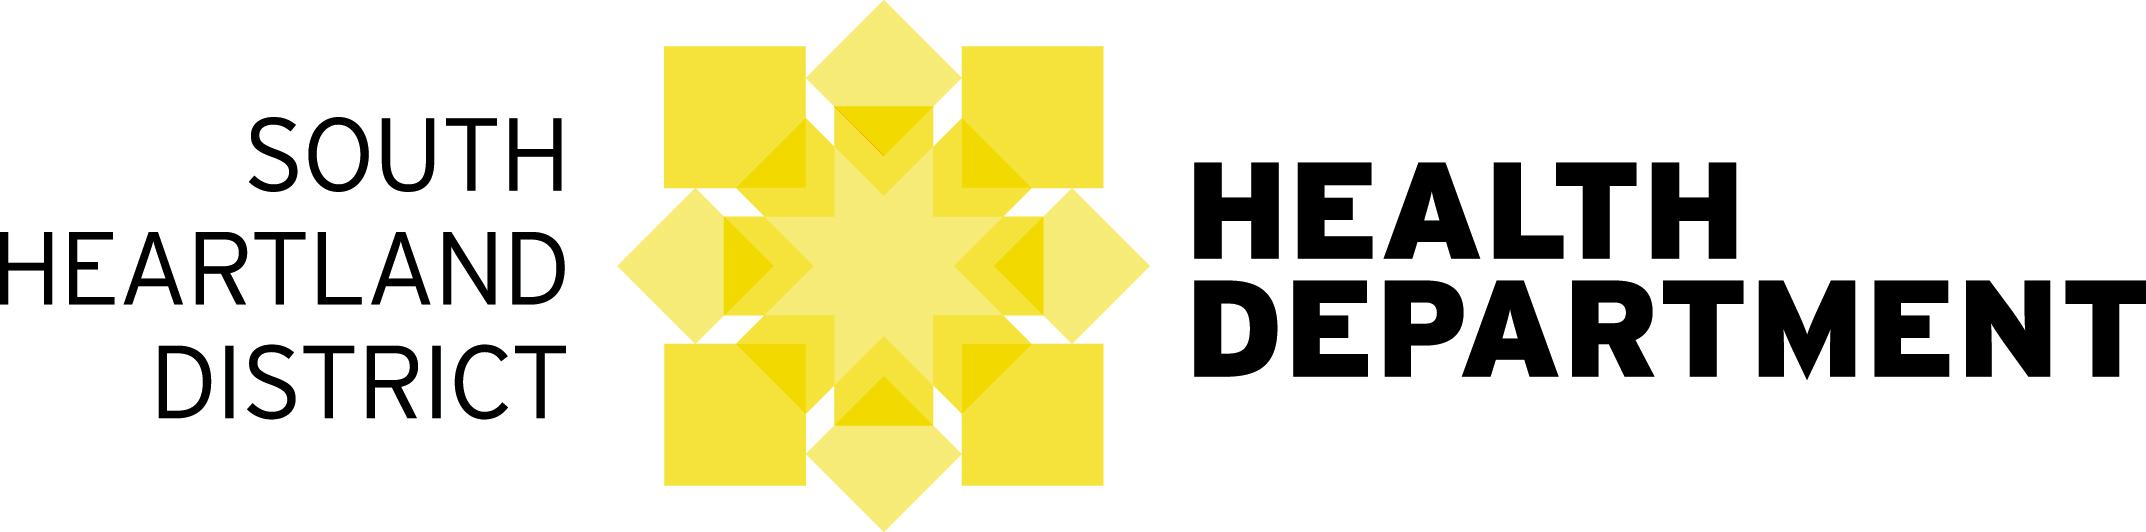 SOUTH
HEARTLAND
DISTRICT
HEALTH
DEPARTMENT